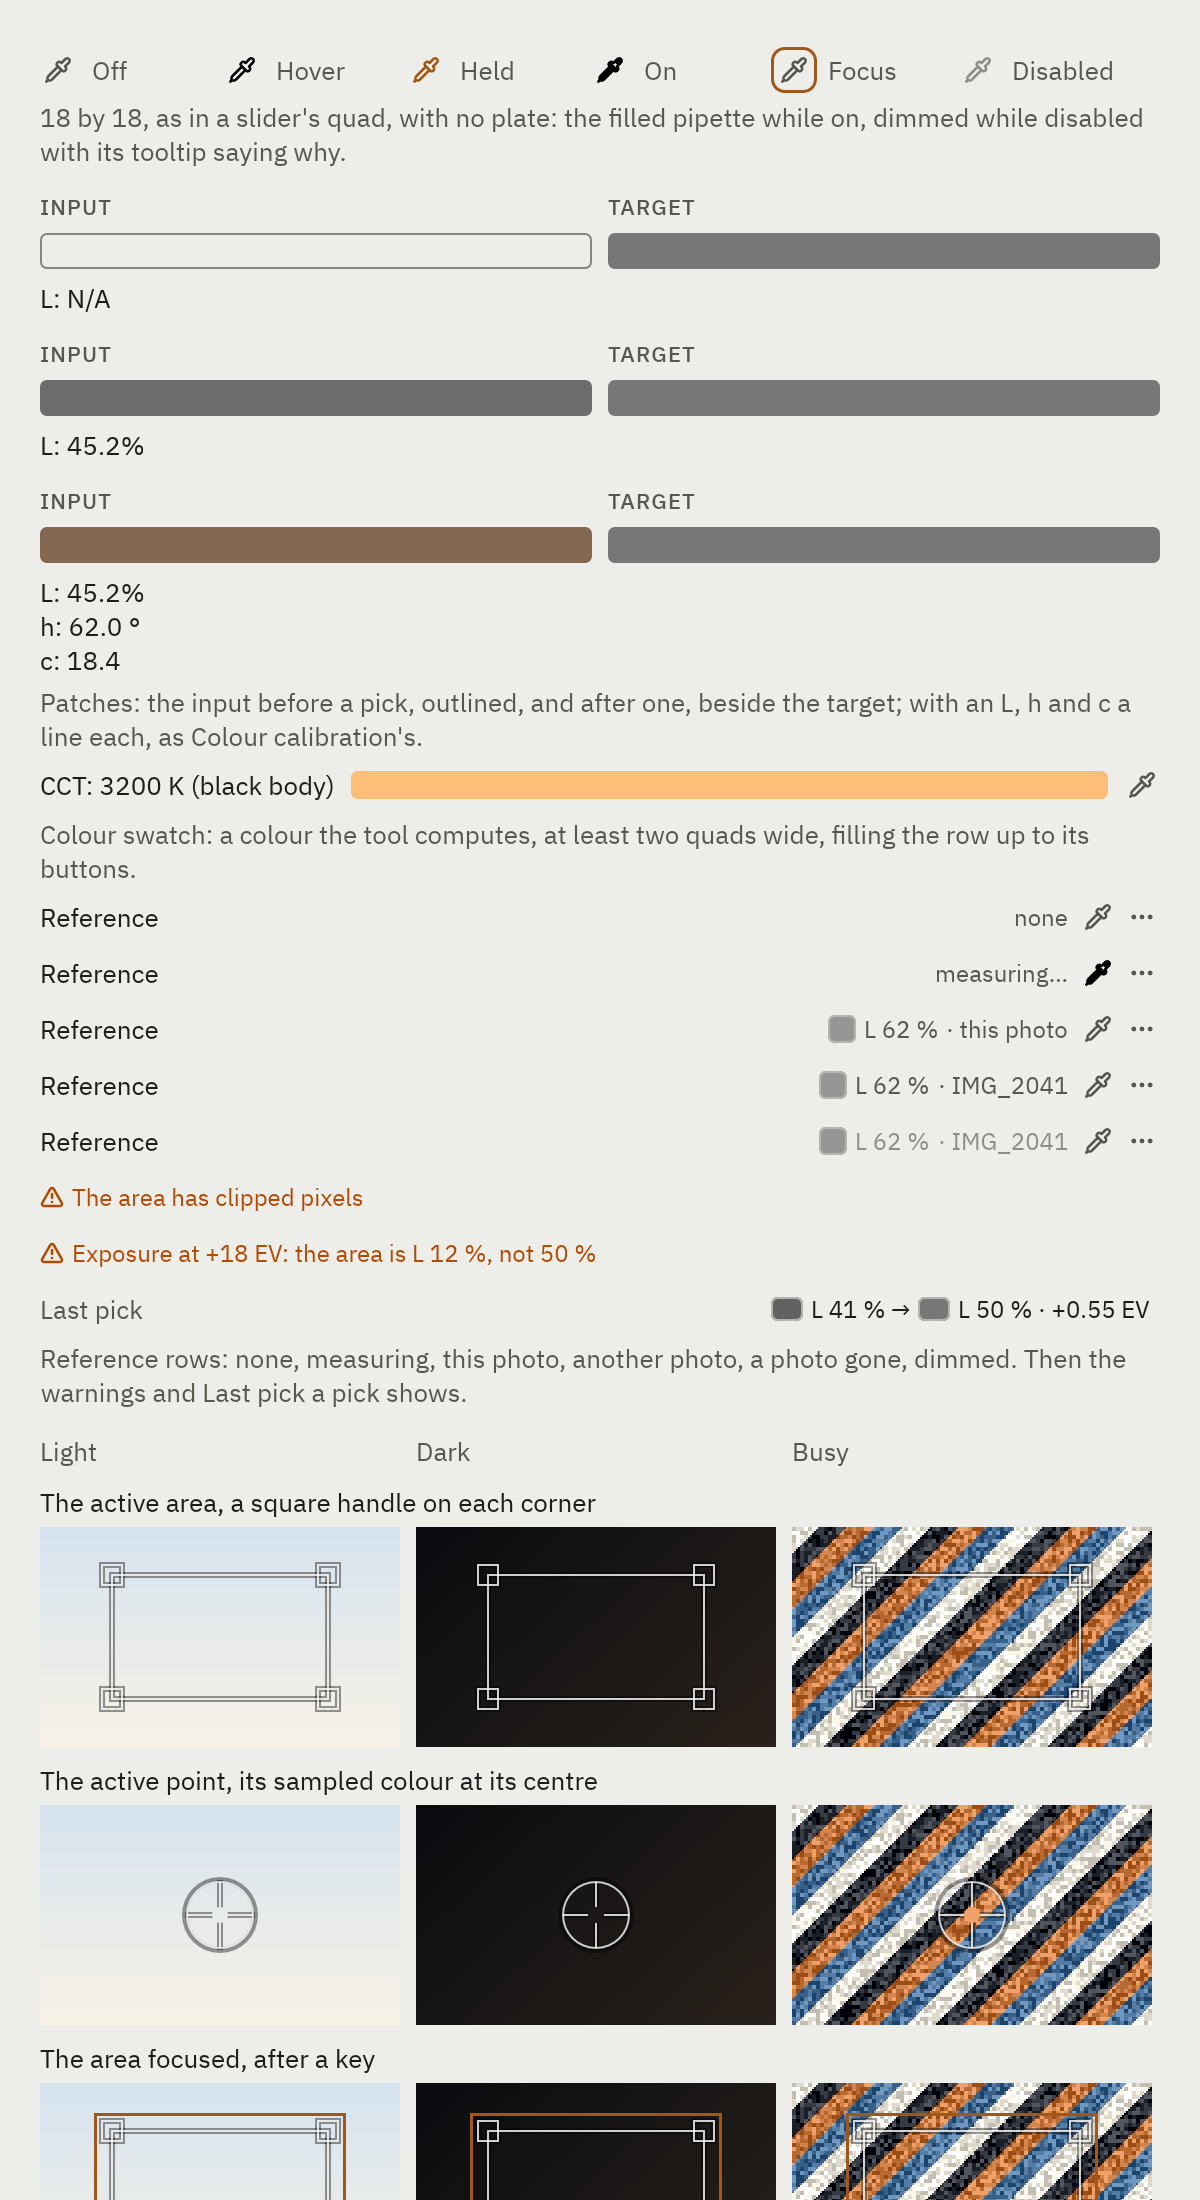 Off Hover Held On Focus Disabled
18 by 18, as in a slider's quad, with no plate: the filled pipette while on, dimmed while disabled
with its tooltip saying why.
INPUT TARGET
L: N/A
INPUT TARGET
L: 45.2%
INPUT TARGET
L: 45.2%
h: 62.0 °
c: 18.4
Patches: the input before a pick, outlined, and after one, beside the target; with an L, h and c a
line each, as Colour calibration's.
CCT: 3200 K (black body)
Colour swatch: a colour the tool computes, at least two quads wide, filling the row up to its
buttons.
Reference none
Reference measuring...
Reference L 62 % · this photo
Reference L 62 % · IMG_2041
Reference L 62 % · IMG_2041
The area has clipped pixels
Exposure at +18 EV: the area is L 12 %, not 50 %
Last pick L 41 % → L 50 % · +0.55 EV
Reference rows: none, measuring, this photo, another photo, a photo gone, dimmed. Then the
warnings and Last pick a pick shows.
Light Dark Busy
The active area, a square handle on each corner
The active point, its sampled colour at its centre
The area focused, after a key